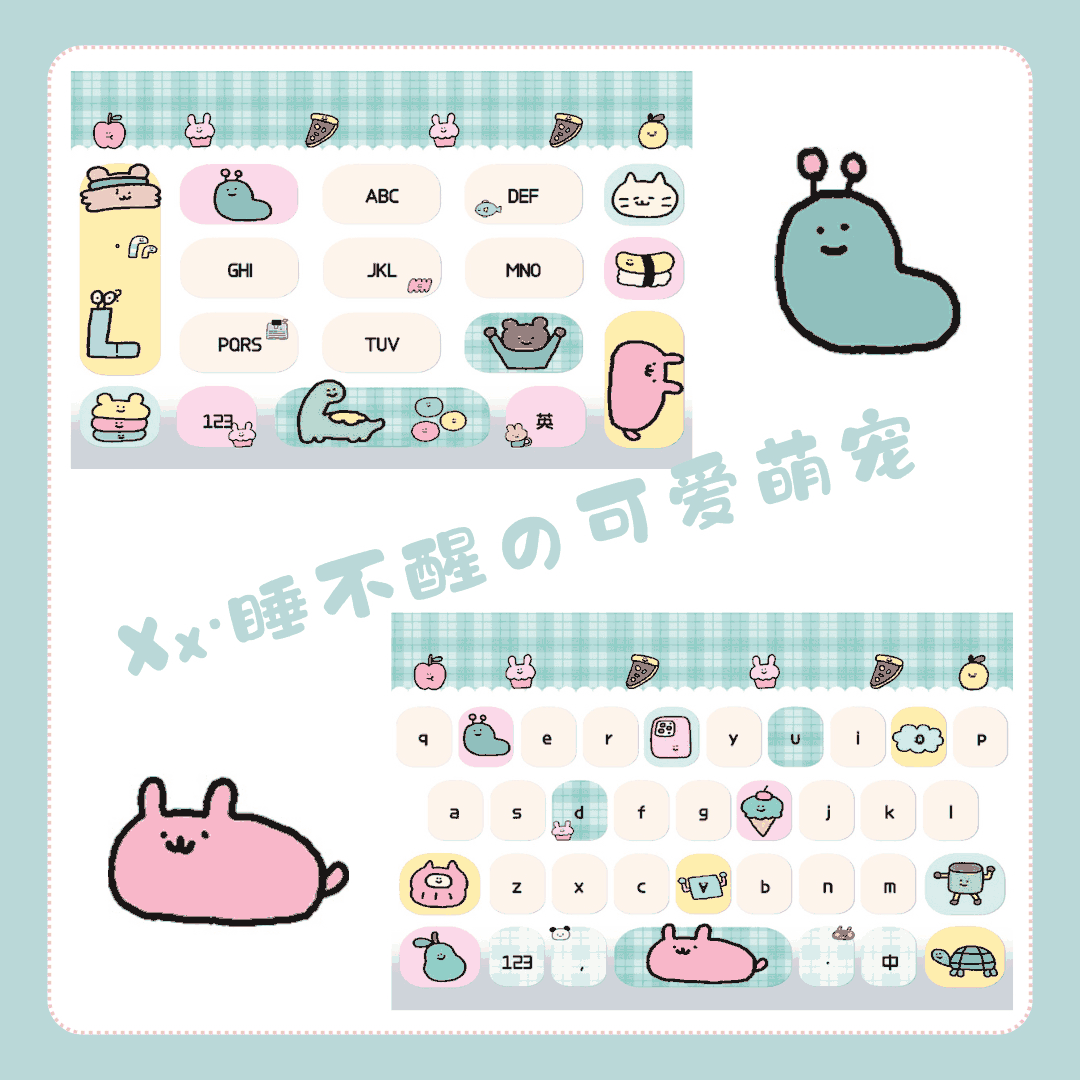 ABC DEF
GHI JKL MNO
PQRS TUV
123 英
Xx·睡不醒の可爱萌宠
q e r y u i o p
a s d f g j k l
z x c v b n m
123 , . 中